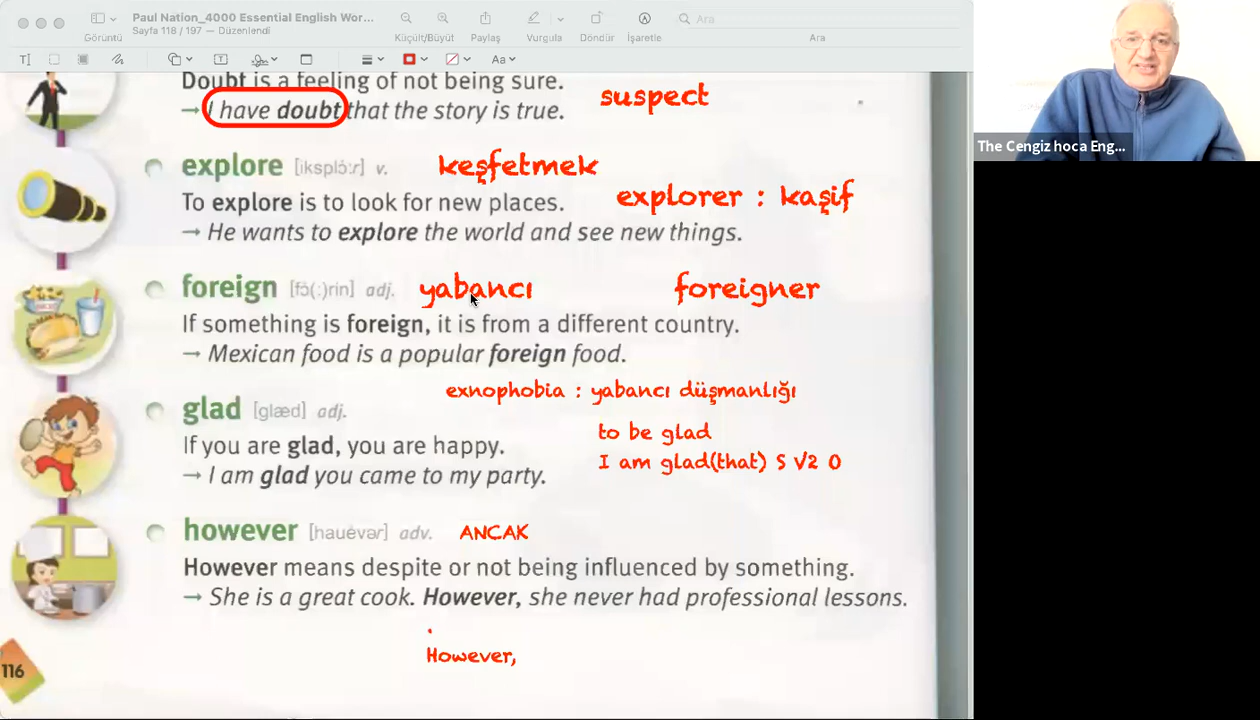 Paul Nation_4000 Essential English Wor...
Sayfa 118 / 197 — Düzenlendi
Görüntü
Küçült/Büyüt
Paylaş
Vurgula
Döndür
İşaretle
Ara
Ara
Aa
Doubt is a feeling of not being sure.
→ I have doubt that the story is true.
suspect
explore [iksplɔ́ːr] v.
keşfetmek
To explore is to look for new places.
explorer : kaşif
→ He wants to explore the world and see new things.
foreign [fɔ́(ː)rin] adj.
yabancı
foreigner
If something is foreign, it is from a different country.
→ Mexican food is a popular foreign food.
exnophobia : yabancı düşmanlığı
glad [glæd] adj.
to be glad
If you are glad, you are happy.
I am glad(that) S V2 O
→ I am glad you came to my party.
however [hauévər] adv.
ANCAK
However means despite or not being influenced by something.
→ She is a great cook. However, she never had professional lessons.
.
However,
116
The Cengiz hoca Eng...